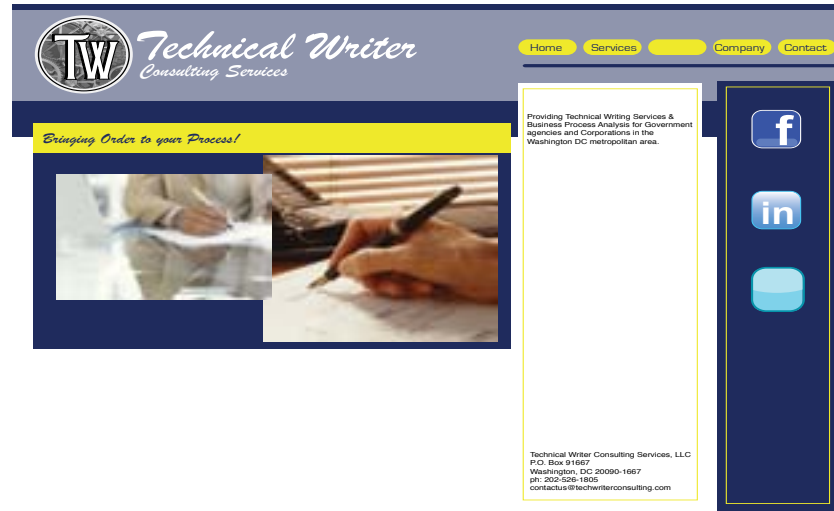 TW
Technical Writer
Consulting Services
Home
Services
Company
Contact
Bringing Order to your Process!
Providing Technical Writing Services &
Business Process Analysis for Government
agencies and Corporations in the
Washington DC metropolitan area.
f
in
Technical Writer Consulting Services, LLC
P.O. Box 91667
Washington, DC 20090-1667
ph: 202-526-1805
contactus@techwriterconsulting.com